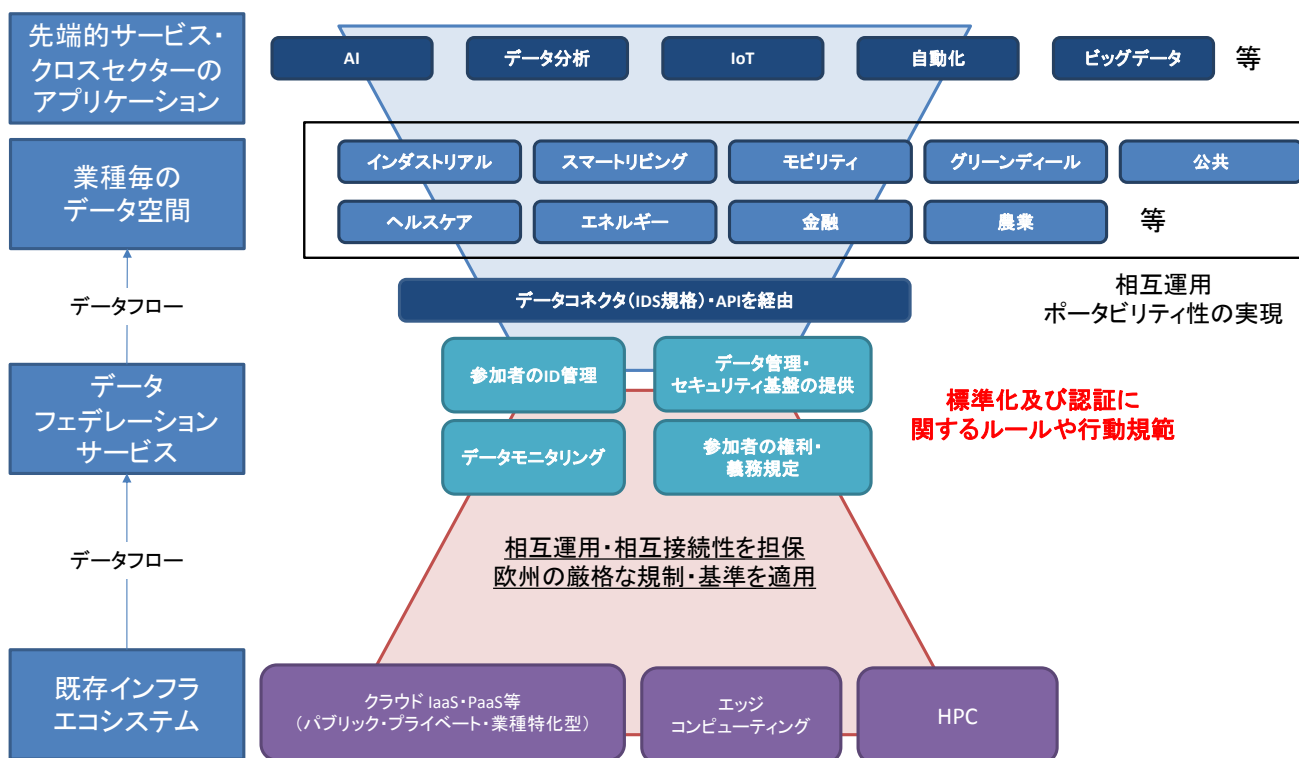 先端的サービス・
クロスセクターの
アプリケーション
AI
データ分析
IoT
自動化
ビッグデータ
等
業種毎の
データ空間
インダストリアル
スマートリビング
モビリティ
グリーンディール
公共
ヘルスケア
エネルギー
金融
農業
等
データフロー
データコネクタ(IDS規格)・APIを経由
相互運用
ポータビリティ性の実現
データ
フェデレーション
サービス
参加者のID管理
データ管理・
セキュリティ基盤の提供
データモニタリング
参加者の権利・
義務規定
標準化及び認証に
関するルールや行動規範
データフロー
相互運用・相互接続性を担保
欧州の厳格な規制・基準を適用
既存インフラ
エコシステム
クラウド IaaS・PaaS等
(パブリック・プライベート・業種特化型)
エッジ
コンピューティング
HPC